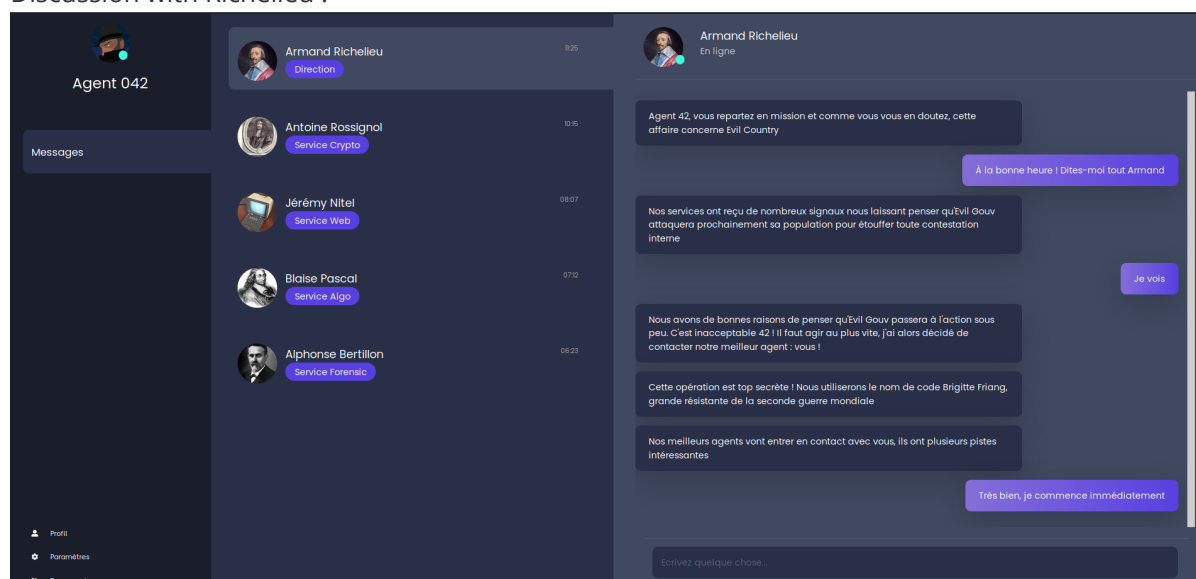 Discussion with Richelieu :
Agent 042
Messages
Profil
Paramètres
Armand Richelieu
11:25
Direction
Antoine Rossignol
10:15
Service Crypto
Jérémy Nitel
08:07
Service Web
Blaise Pascal
07:12
Service Algo
Alphonse Bertillon
06:23
Service Forensic
Armand Richelieu
En ligne
Agent 42, vous repartez en mission et comme vous vous en doutez, cette
affaire concerne Evil Country
À la bonne heure ! Dites-moi tout Armand
Nos services ont reçu de nombreux signaux nous laissant penser qu'Evil Gouv
attaquera prochainement sa population pour étouffer toute contestation
interne
Je vois
Nous avons de bonnes raisons de penser qu'Evil Gouv passera à l'action sous
peu. C'est inacceptable 42 ! Il faut agir au plus vite, j'ai alors décidé de
contacter notre meilleur agent : vous !
Cette opération est top secrète ! Nous utiliserons le nom de code Brigitte Friang,
grande résistante de la seconde guerre mondiale
Nos meilleurs agents vont entrer en contact avec vous, ils ont plusieurs pistes
intéressantes
Très bien, je commence immédiatement
Ecrivez quelque chose...